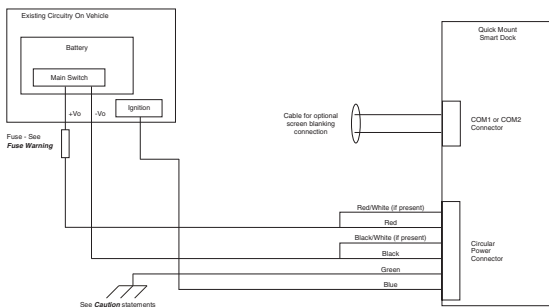 Existing Circuitry On Vehicle
Battery
Main Switch
Ignition
+Vo
-Vo
Fuse - See
Fuse Warning
Quick Mount
Smart Dock
Cable for optional
screen blanking
connection
COM1 or COM2
Connector
Red/White (if present)
Red
Black/White (if present)
Black
Green
Blue
Circular
Power
Connector
See Caution statements